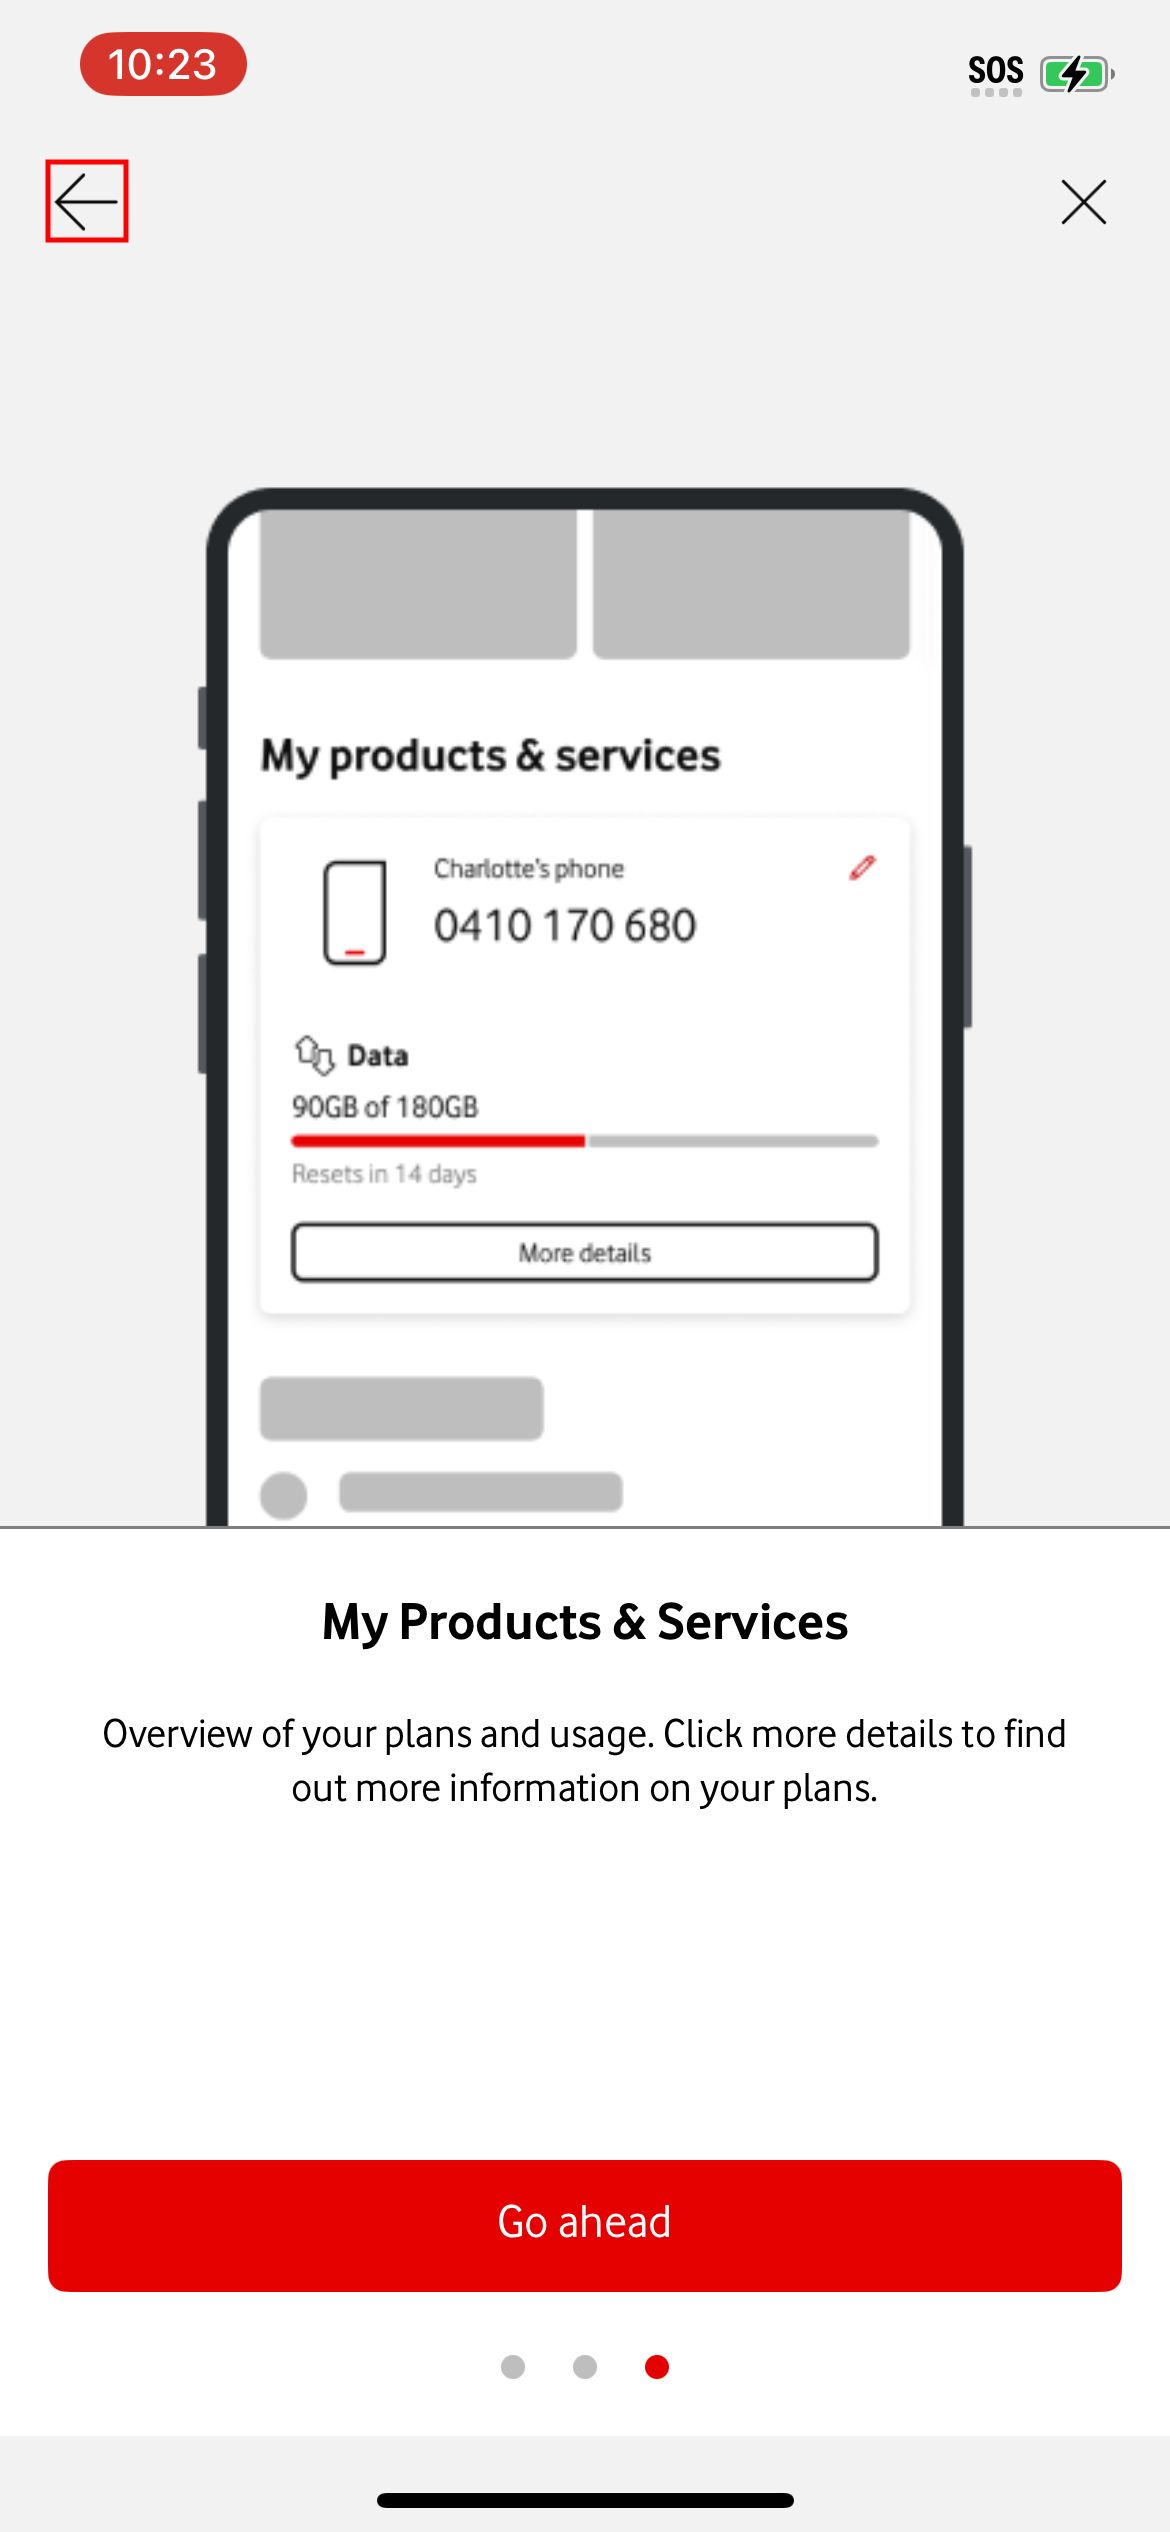 10:23
SOS
My products & services
Charlotte's phone
0410 170 680
Data
90GB of 180GB
Resets in 14 days
More details
My Products & Services
Overview of your plans and usage. Click more details to find
out more information on your plans.
Go ahead